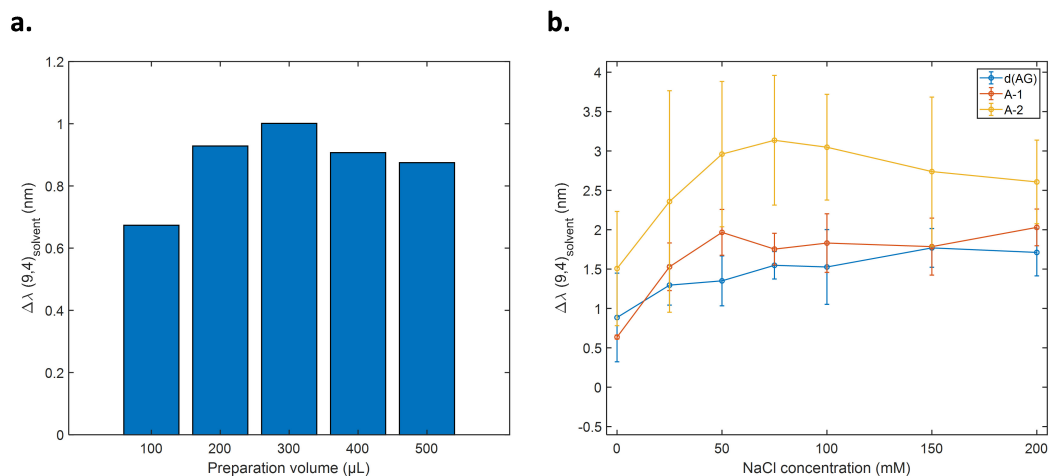 a.
Δλ (9,4)solvent (nm)
1.2
1
0.8
0.6
0.4
0.2
0
100 200 300 400 500
Preparation volume (µL)
b.
Δλ (9,4)solvent (nm)
4
3.5
3
2.5
2
1.5
1
0.5
0
-0.5
0 50 100 150 200
NaCl concentration (mM)
d(AG)
A-1
A-2